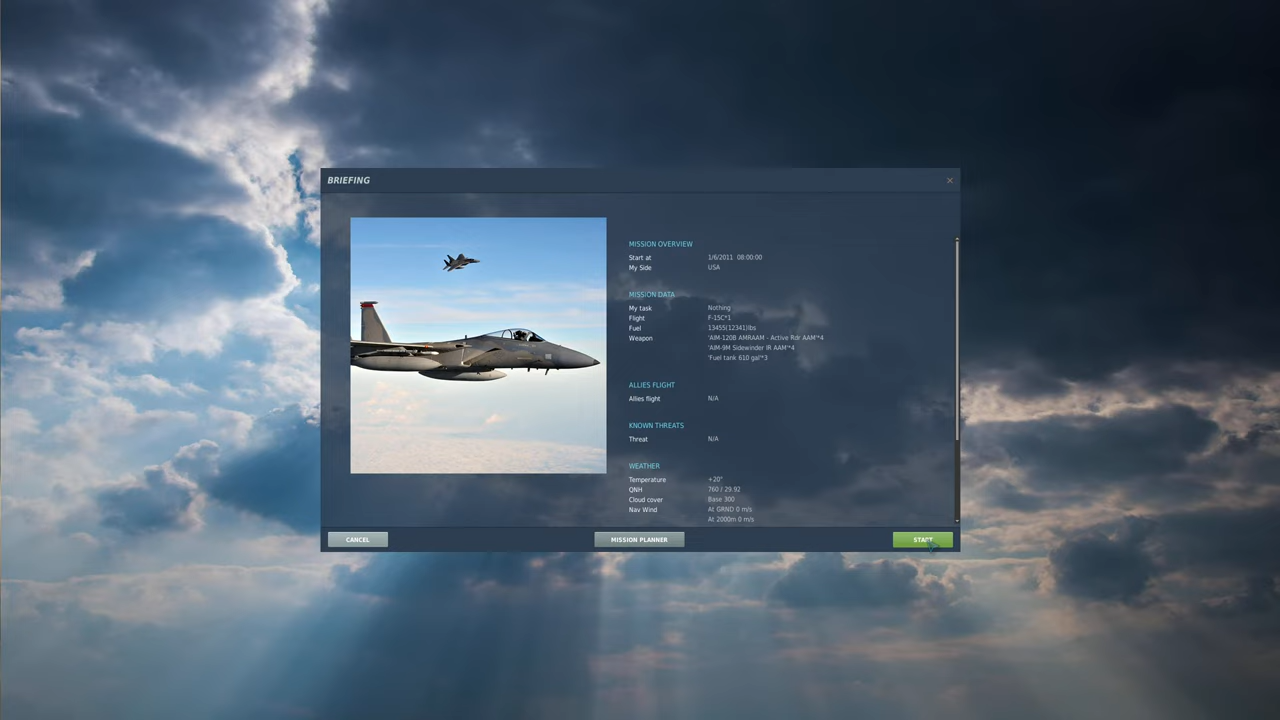 BRIEFING
MISSION OVERVIEW
Start at 1/6/2011 08:00:00
My Side USA
MISSION DATA
My task Nothing
Flight F-15C*1
Fuel 13455(12341)lbs
Weapon 'AIM-120B AMRAAM - Active Rdr AAM'*4
'AIM-9M Sidewinder IR AAM'*4
'Fuel tank 610 gal'*3
ALLIES FLIGHT
Allies flight N/A
KNOWN THREATS
Threat N/A
WEATHER
Temperature +20°
QNH 760 / 29.92
Cloud cover Base 300
Nav Wind At GRND 0 m/s
At 2000m 0 m/s
CANCEL MISSION PLANNER START